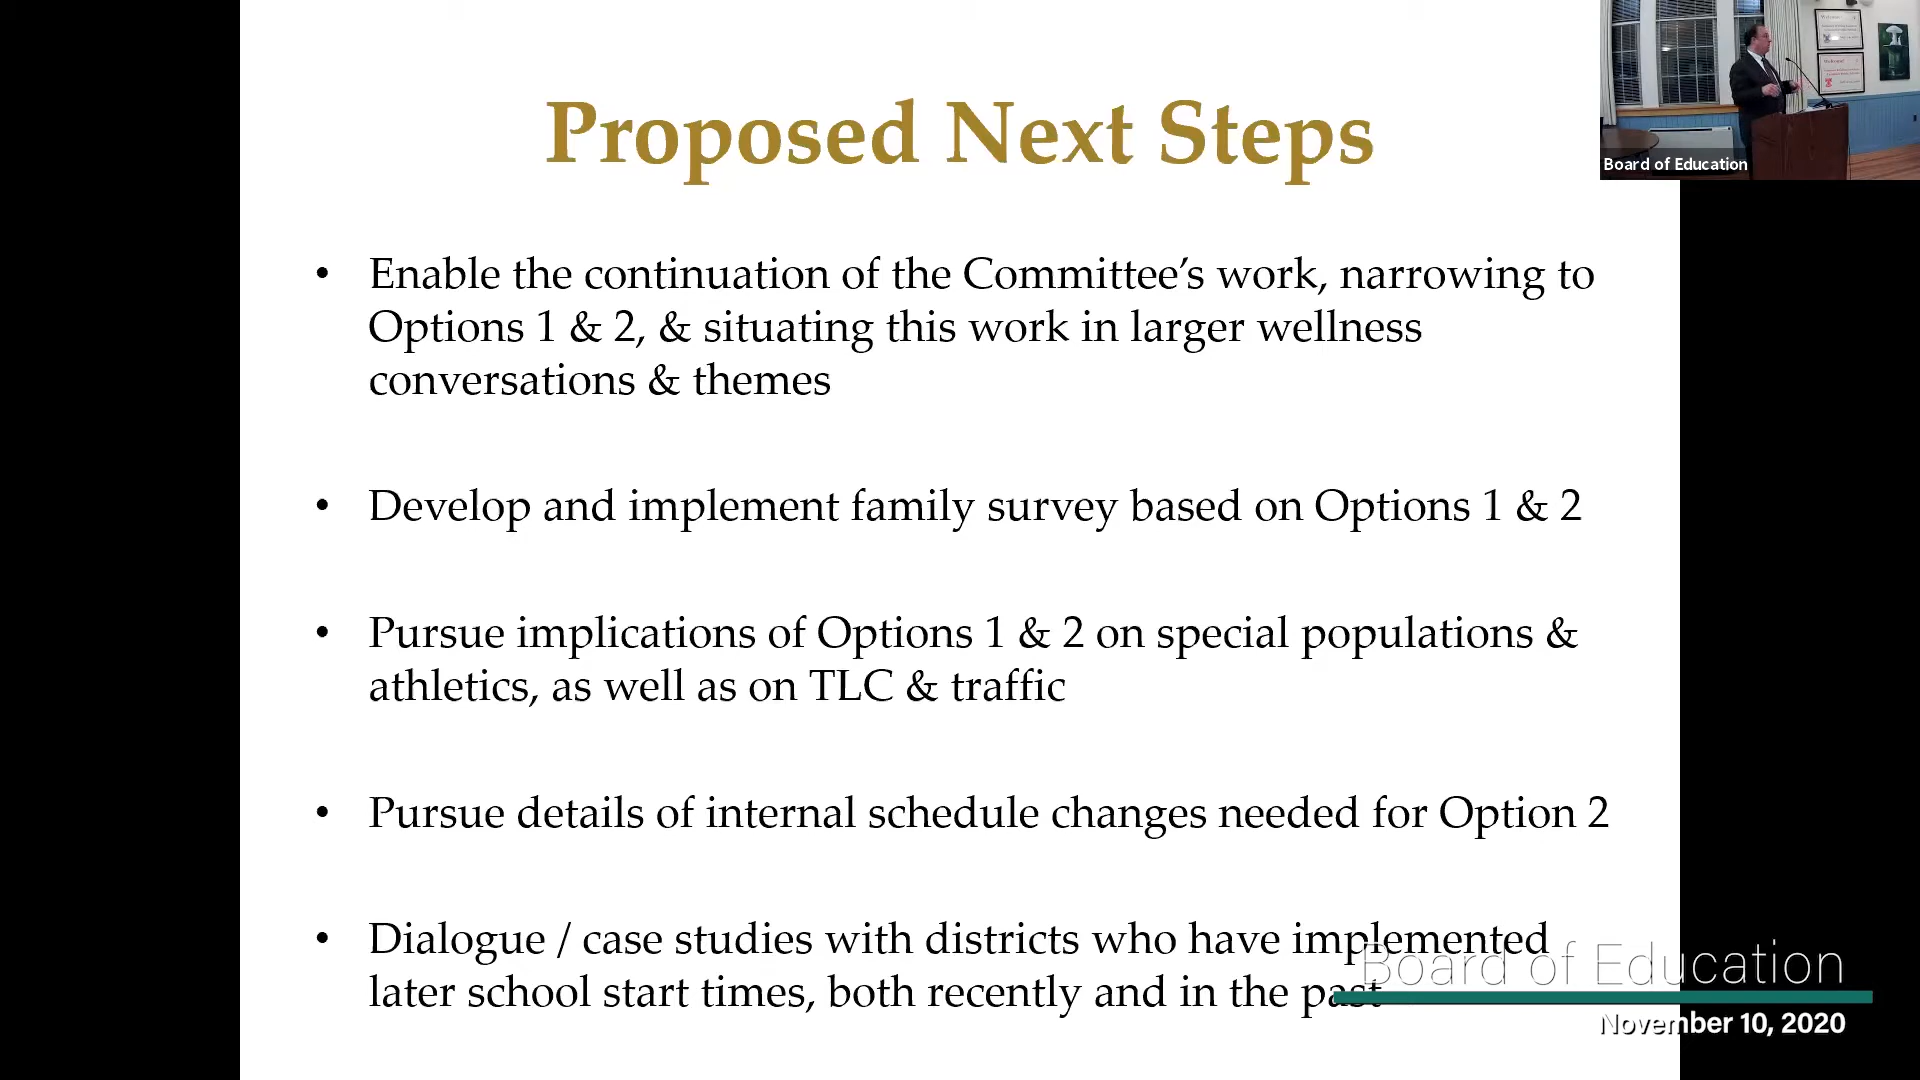 Proposed Next Steps
Board of Education
• Enable the continuation of the Committee's work, narrowing to
Options 1 & 2, & situating this work in larger wellness
conversations & themes
• Develop and implement family survey based on Options 1 & 2
• Pursue implications of Options 1 & 2 on special populations &
athletics, as well as on TLC & traffic
• Pursue details of internal schedule changes needed for Option 2
• Dialogue / case studies with districts who have implemented
later school start times, both recently and in the past
Board of Education
November 10, 2020